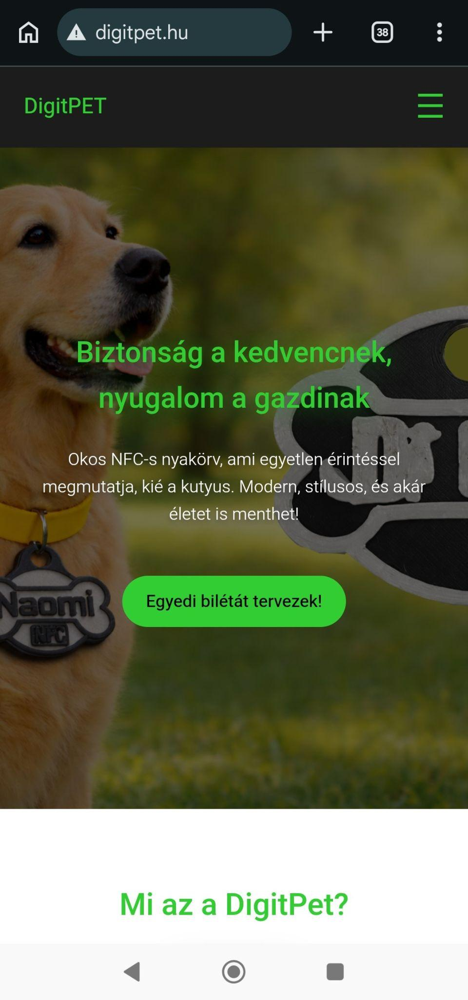 digitpet.hu
38
DigitPET
Biztonság a kedvencnek,
nyugalom a gazdinak
Okos NFC-s nyakörv, ami egyetlen érintéssel
megmutatja, kié a kutyus. Modern, stílusos, és akár
életet is menthet!
Naomi
NFC
Egyedi bilétát tervezek!
Mi az a DigitPet?